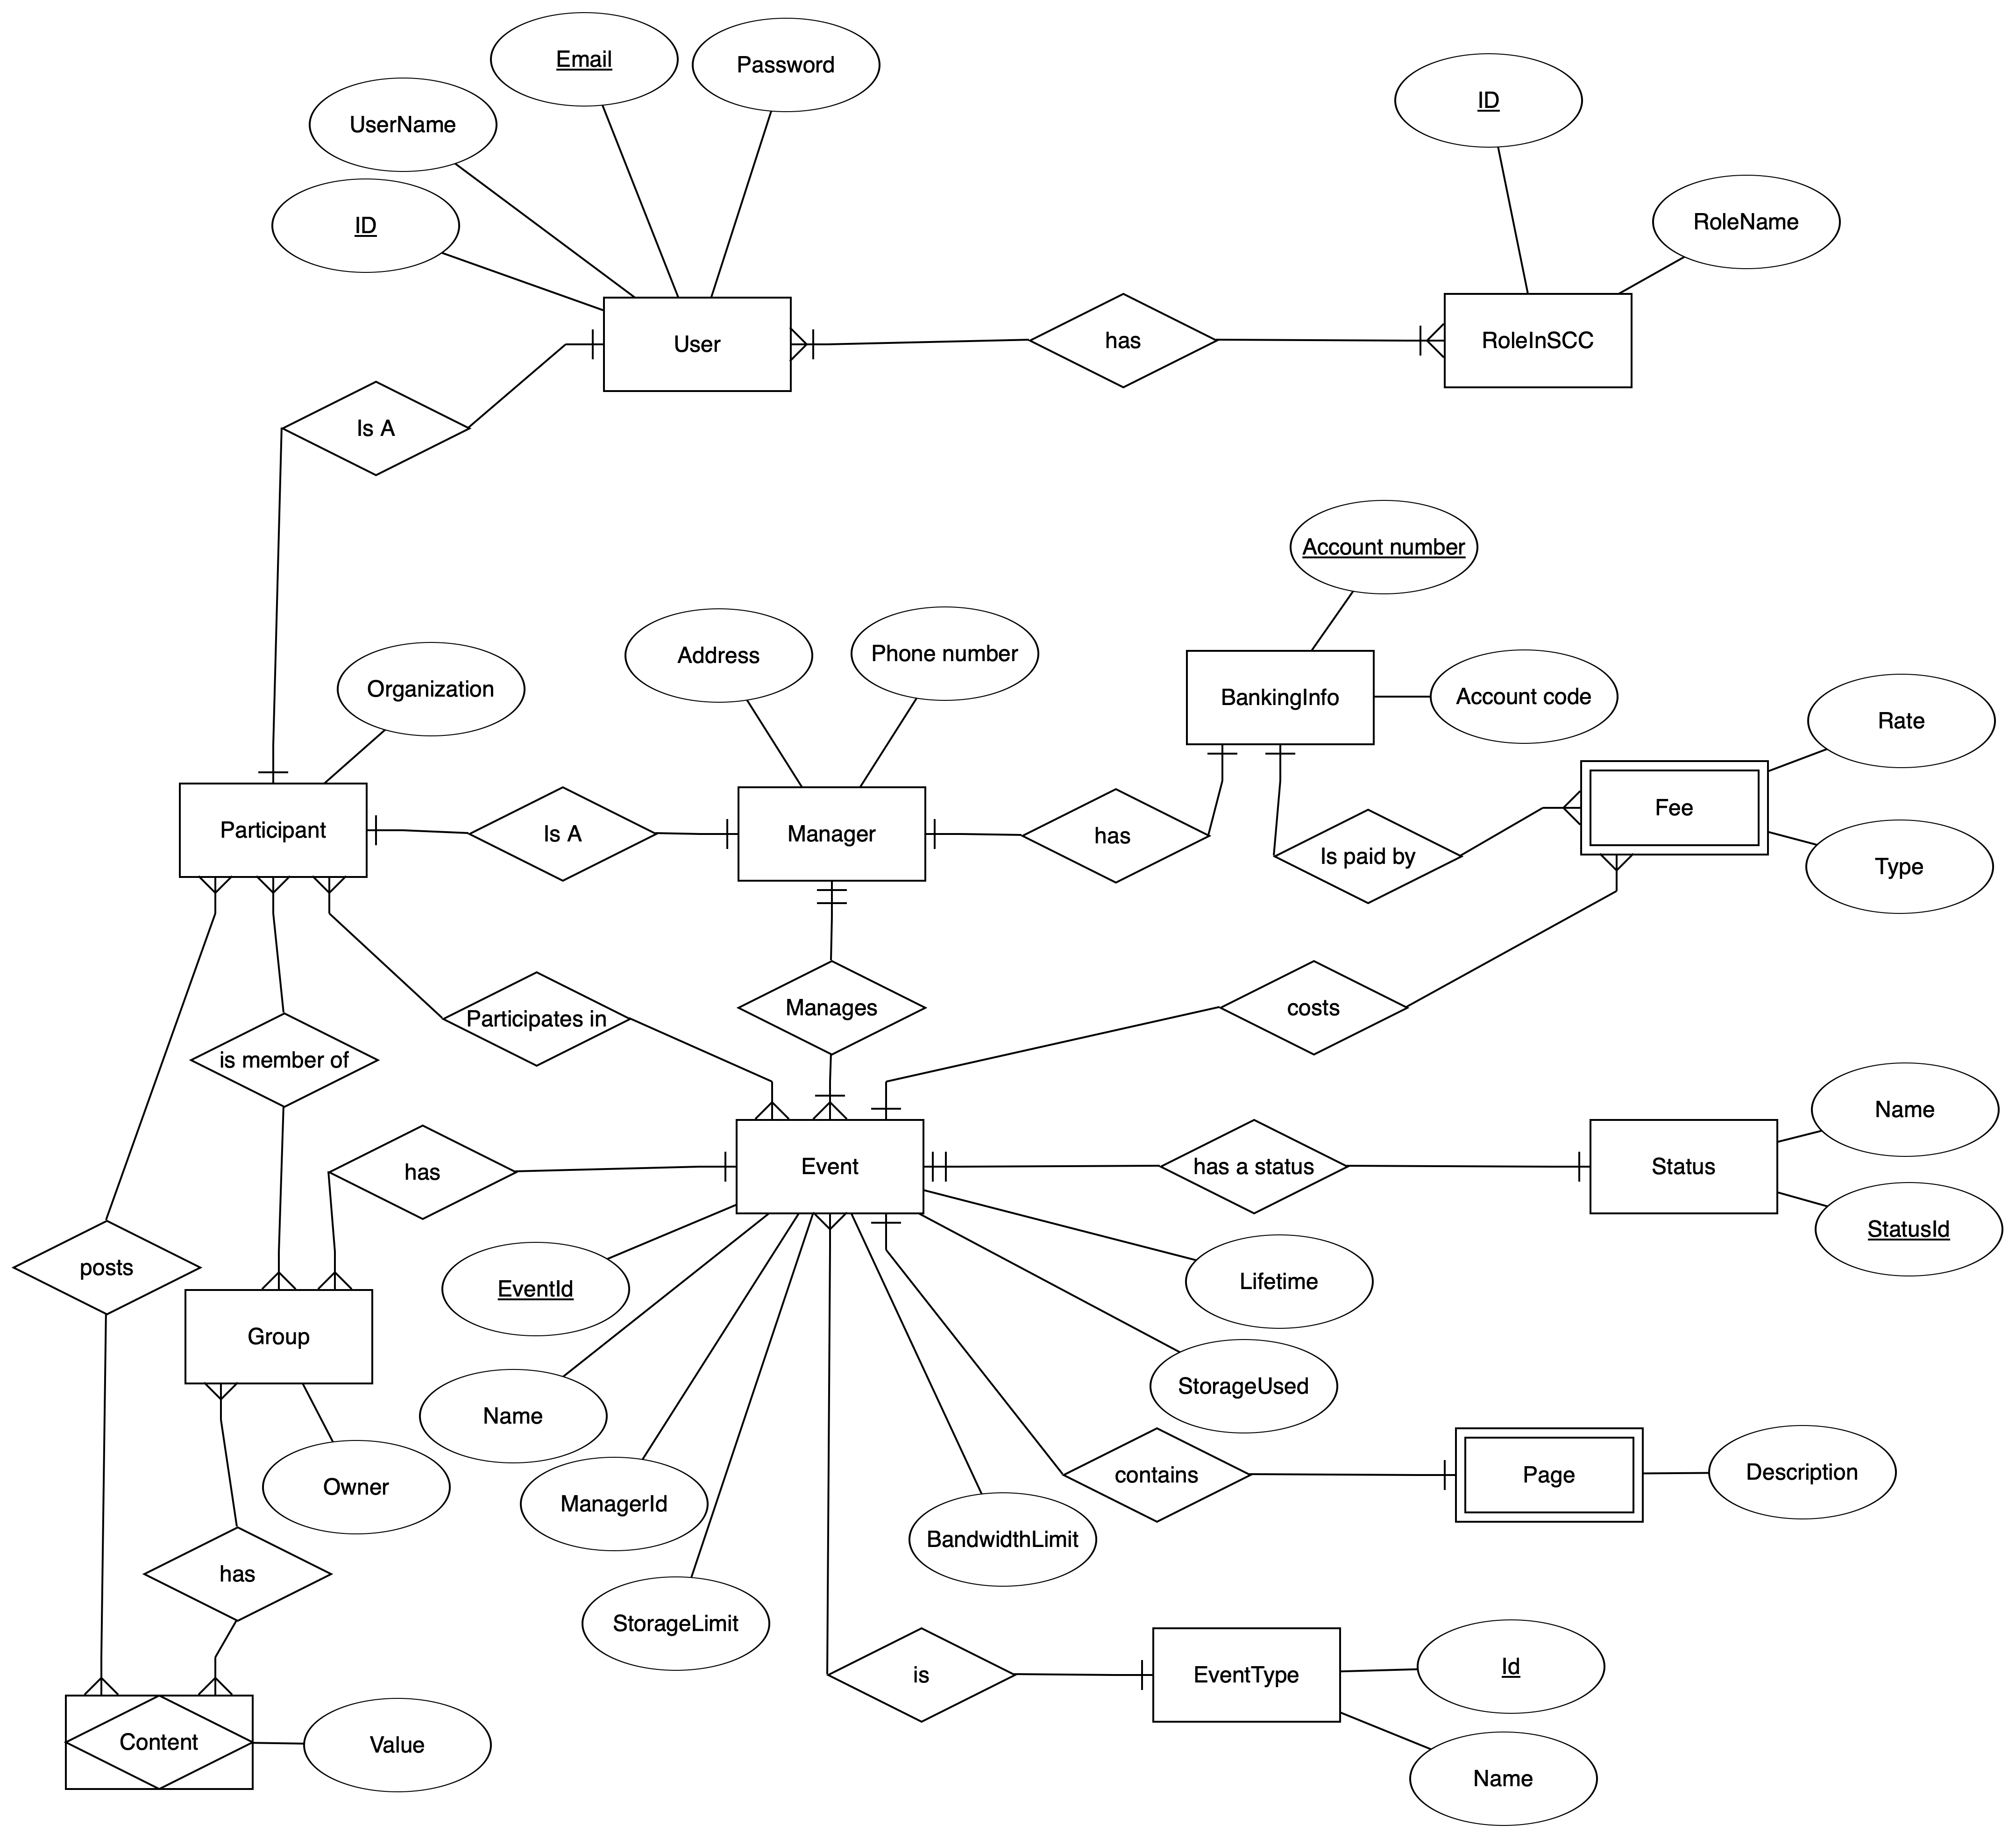 Email
Password
ID
UserName
RoleName
ID
User
has
RoleInSCC
Is A
Account number
Address
Phone number
Organization
BankingInfo
Account code
Rate
Fee
Participant
Is A
Manager
has
Is paid by
Type
Participates in
Manages
costs
is member of
Name
has
Event
has a status
Status
StatusId
posts
EventId
Lifetime
Group
StorageUsed
Name
Owner
ManagerId
contains
Page
Description
BandwidthLimit
has
StorageLimit
is
EventType
Id
Content
Value
Name